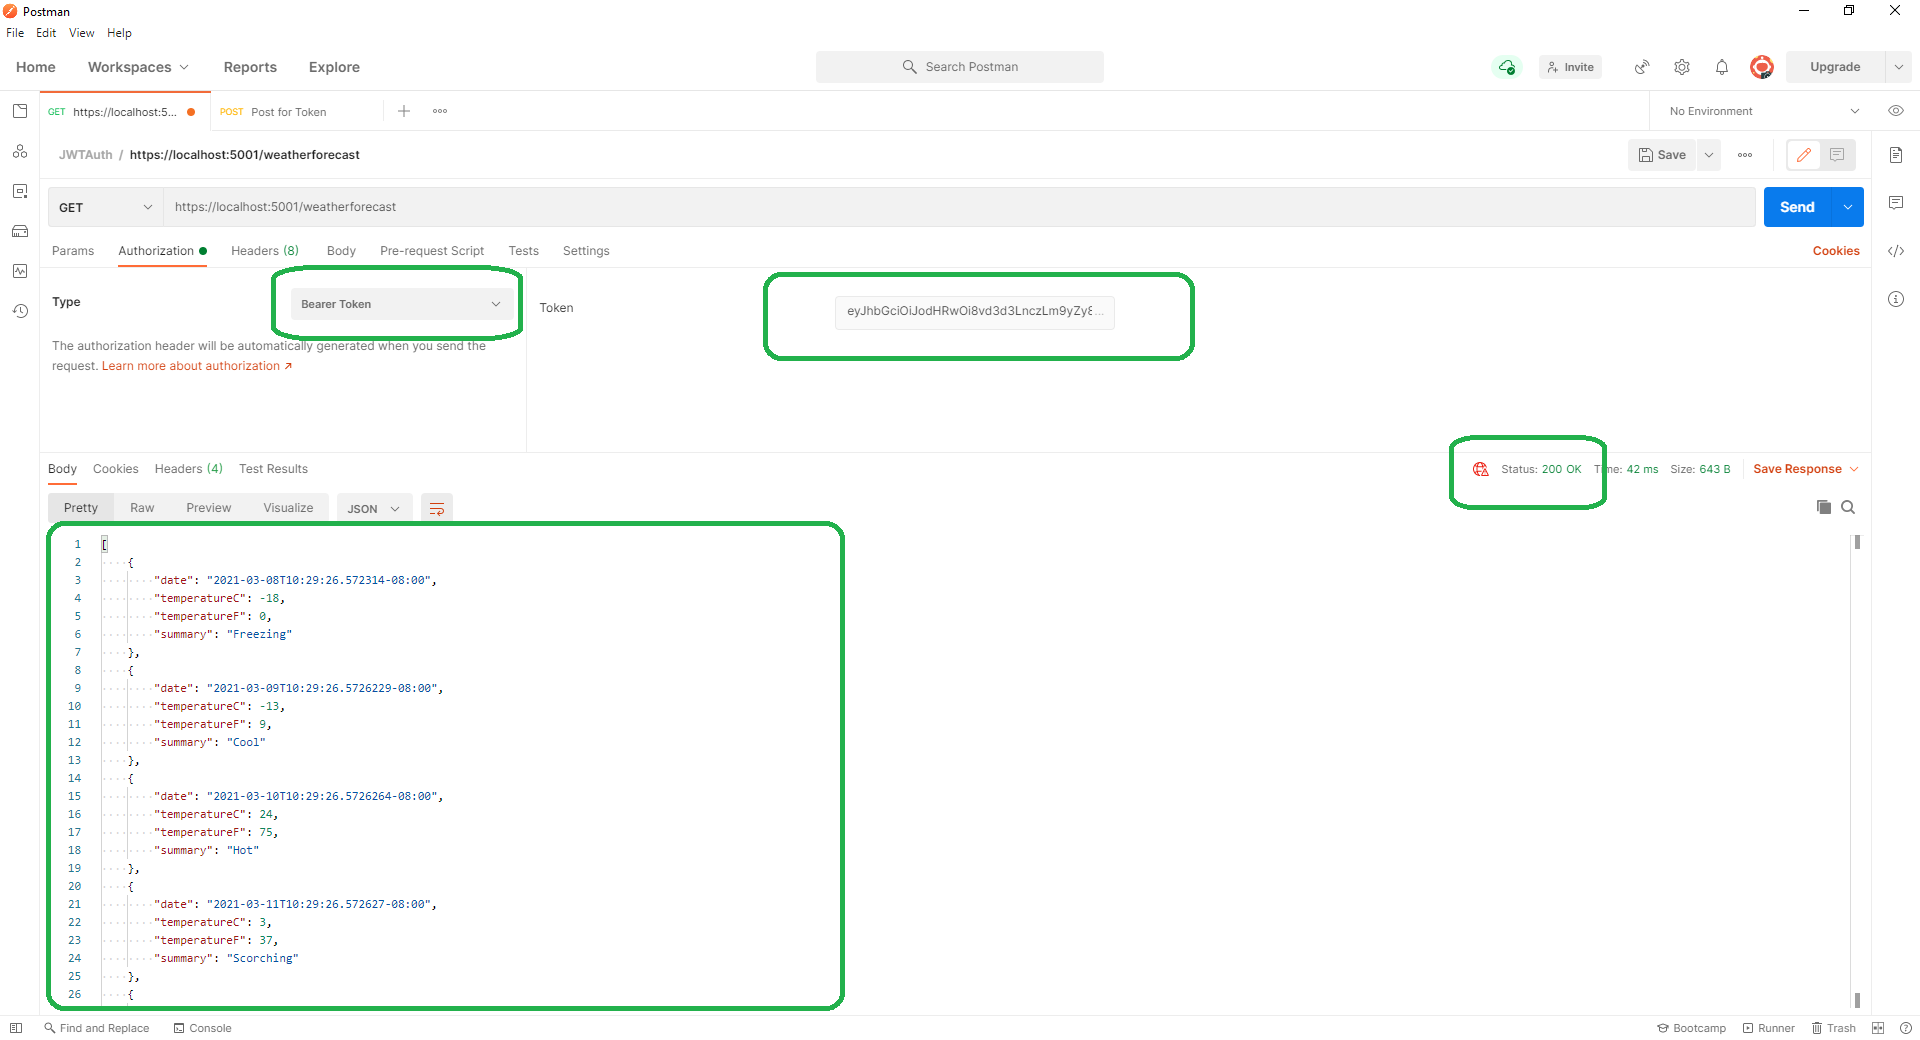 Postman
File Edit View Help
Home Workspaces Reports Explore Search Postman Invite Upgrade
GET https://localhost:5... POST Post for Token No Environment
JWTAuth / https://localhost:5001/weatherforecast Save
GET https://localhost:5001/weatherforecast Send
Params Authorization Headers (8) Body Pre-request Script Tests Settings Cookies
Type Bearer Token Token eyJhbGciOiJodHRwOi8vd3d3LnczLm9yZy8...
The authorization header will be automatically generated when you send the
request. Learn more about authorization ↗
Body Cookies Headers (4) Test Results Status: 200 OK Time: 42 ms Size: 643 B Save Response
Pretty Raw Preview Visualize JSON
1 [
2 {
3 "date": "2021-03-08T10:29:26.572314-08:00",
4 "temperatureC": -18,
5 "temperatureF": 0,
6 "summary": "Freezing"
7 },
8 {
9 "date": "2021-03-09T10:29:26.5726229-08:00",
10 "temperatureC": -13,
11 "temperatureF": 9,
12 "summary": "Cool"
13 },
14 {
15 "date": "2021-03-10T10:29:26.5726264-08:00",
16 "temperatureC": 24,
17 "temperatureF": 75,
18 "summary": "Hot"
19 },
20 {
21 "date": "2021-03-11T10:29:26.572627-08:00",
22 "temperatureC": 3,
23 "temperatureF": 37,
24 "summary": "Scorching"
25 },
26 {
Find and Replace Console Bootcamp Runner Trash